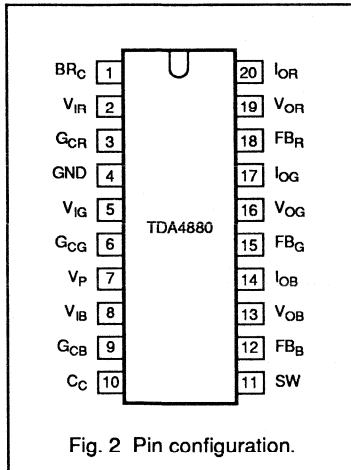 BRC 1 20 IOR
VIR 2 19 VOR
GCR 3 18 FBR
GND 4 17 IOG
VIG 5 16 VOG
TDA4880
GCG 6 15 FBG
VP 7 14 IOB
VIB 8 13 VOB
GCB 9 12 FBB
CC 10 11 SW
Fig. 2 Pin configuration.